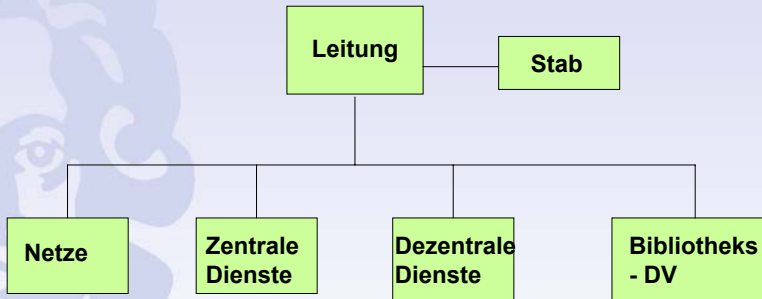 Leitung
Stab
Netze
Zentrale
Dienste
Dezentrale
Dienste
Bibliotheks
- DV